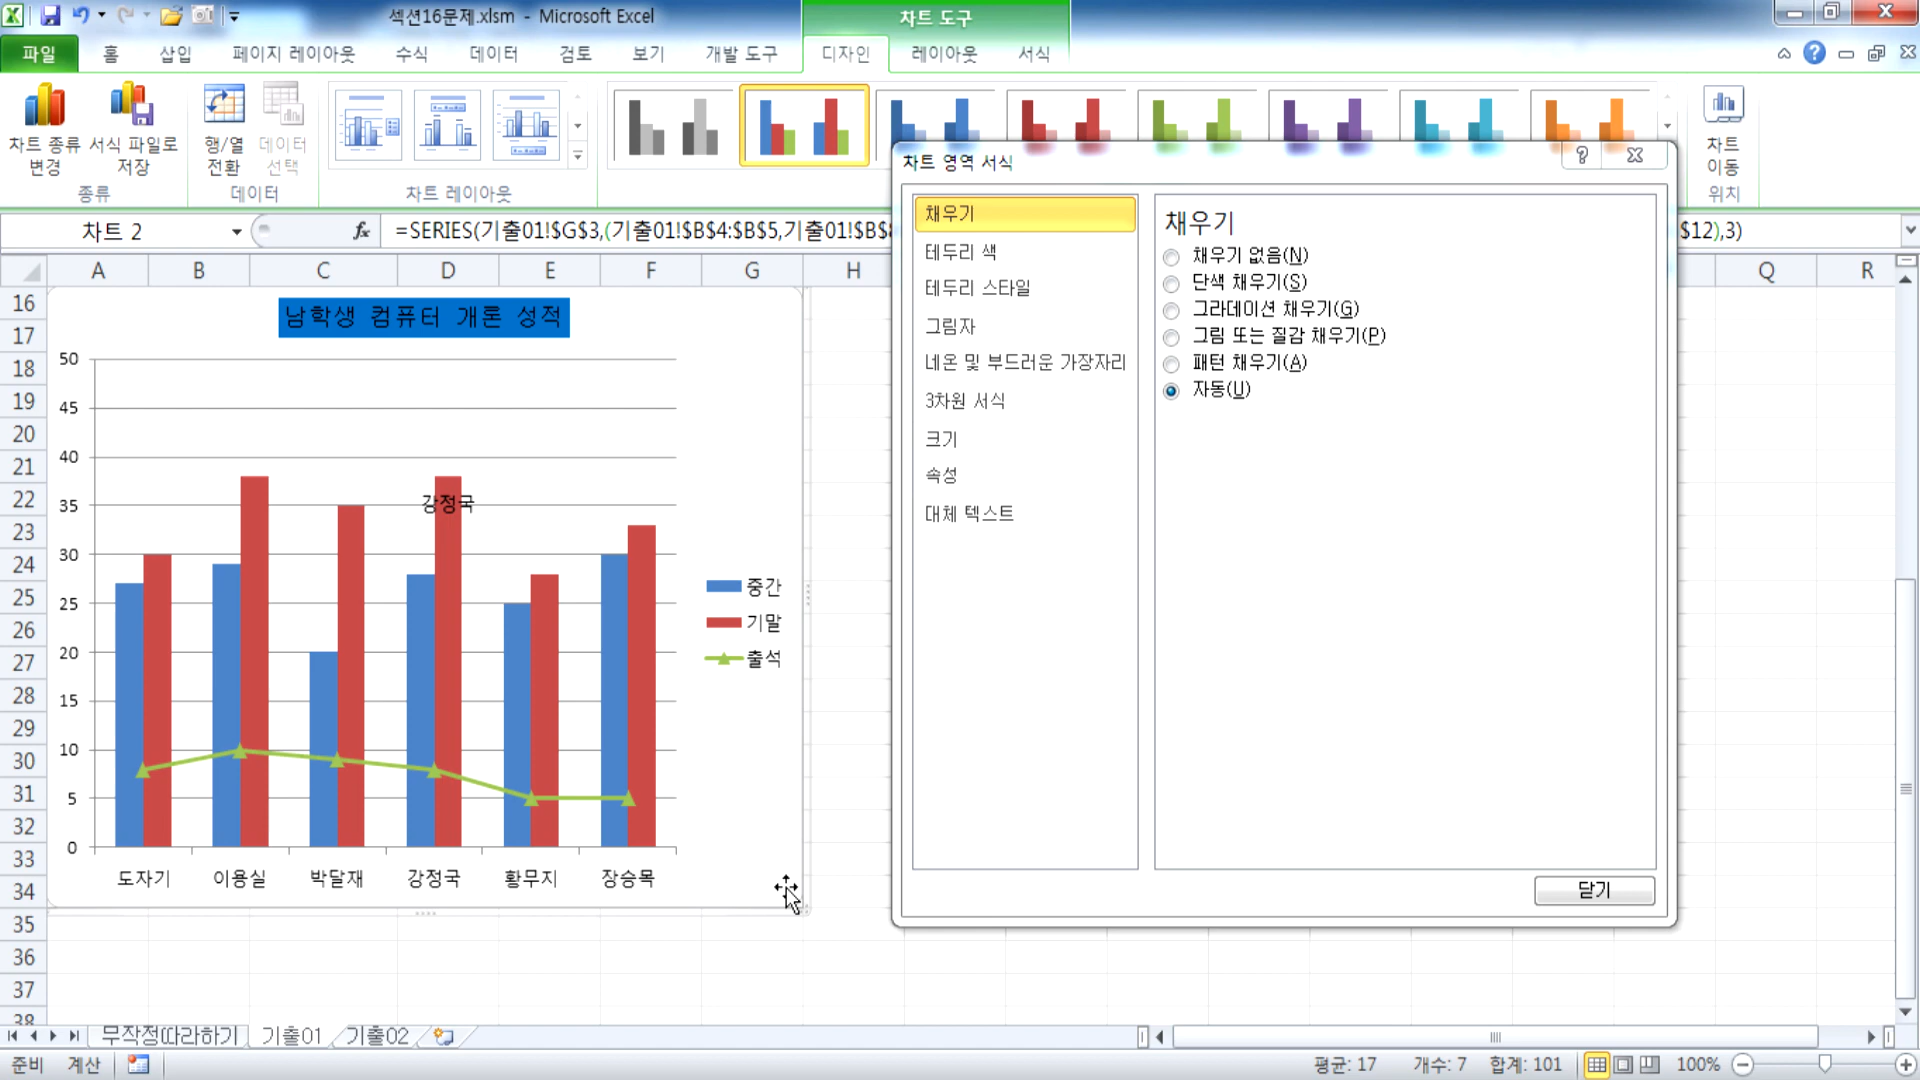 섹션16문제.xlsm - Microsoft Excel
차트 도구
파일 홈 삽입 페이지 레이아웃 수식 데이터 검토 보기 개발 도구 디자인 레이아웃 서식
차트 종류 변경
서식 파일로 저장
행/열 전환
데이터 선택
차트 이동
종류 데이터 차트 레이아웃 위치
차트 2
fx
=SERIES(기출01!$G$3,(기출01!$B$4:$B$5,기출01!$B$
$12),3)
A B C D E F G H Q R
16
17
18
19
20
21
22
23
24
25
26
27
28
29
30
31
32
33
34
35
36
37
38
남학생 컴퓨터 개론 성적
50
45
40
35
30
25
20
15
10
5
0
강정국
중간
기말
출석
도자기 이용실 박달재 강정국 황무지 장승목
차트 영역 서식
채우기
테두리 색
테두리 스타일
그림자
네온 및 부드러운 가장자리
3차원 서식
크기
속성
대체 텍스트
채우기
채우기 없음(N)
단색 채우기(S)
그라데이션 채우기(G)
그림 또는 질감 채우기(P)
패턴 채우기(A)
자동(U)
닫기
무작정따라하기 기출01 기출02
준비 계산 평균: 17 개수: 7 합계: 101 100%